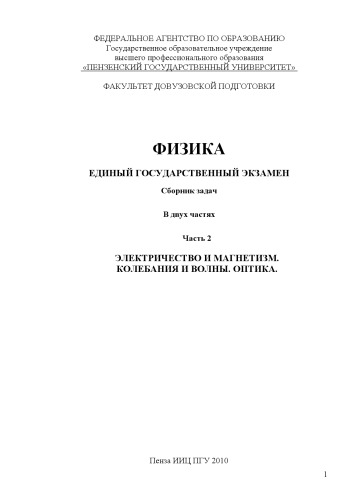 ФЕДЕРАЛЬНОЕ АГЕНТСТВО ПО ОБРАЗОВАНИЮ
Государственное образовательное учреждение
высшего профессионального образования
«ПЕНЗЕНСКИЙ ГОСУДАРСТВЕННЫЙ УНИВЕРСИТЕТ»
ФАКУЛЬТЕТ ДОВУЗОВСКОЙ ПОДГОТОВКИ
ФИЗИКА
ЕДИНЫЙ ГОСУДАРСТВЕННЫЙ ЭКЗАМЕН
Сборник задач
В двух частях
Часть 2
ЭЛЕКТРИЧЕСТВО И МАГНЕТИЗМ.
КОЛЕБАНИЯ И ВОЛНЫ. ОПТИКА.
Пенза ИИЦ ПГУ 2010
1